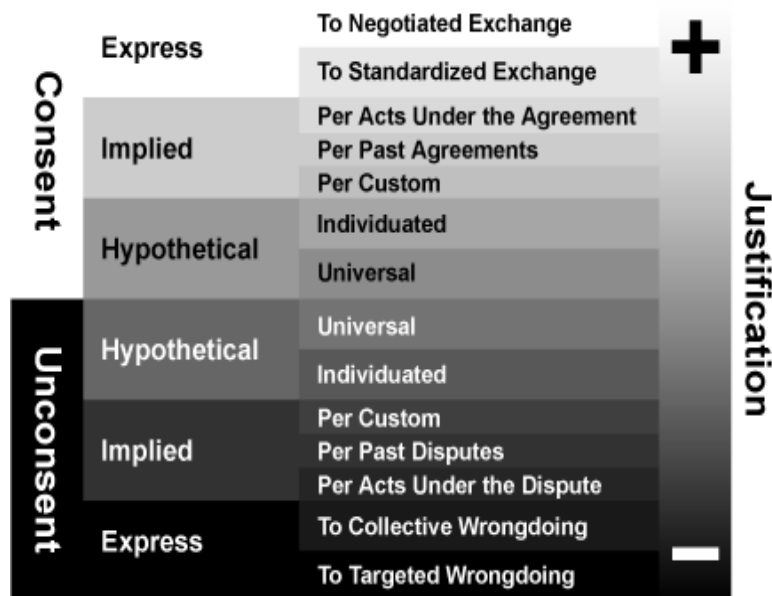 Consent
Express
To Negotiated Exchange
To Standardized Exchange
Implied
Per Acts Under the Agreement
Per Past Agreements
Per Custom
Hypothetical
Individuated
Universal
Unconsent
Hypothetical
Universal
Individuated
Implied
Per Custom
Per Past Disputes
Per Acts Under the Dispute
Express
To Collective Wrongdoing
To Targeted Wrongdoing
+
Justification
−